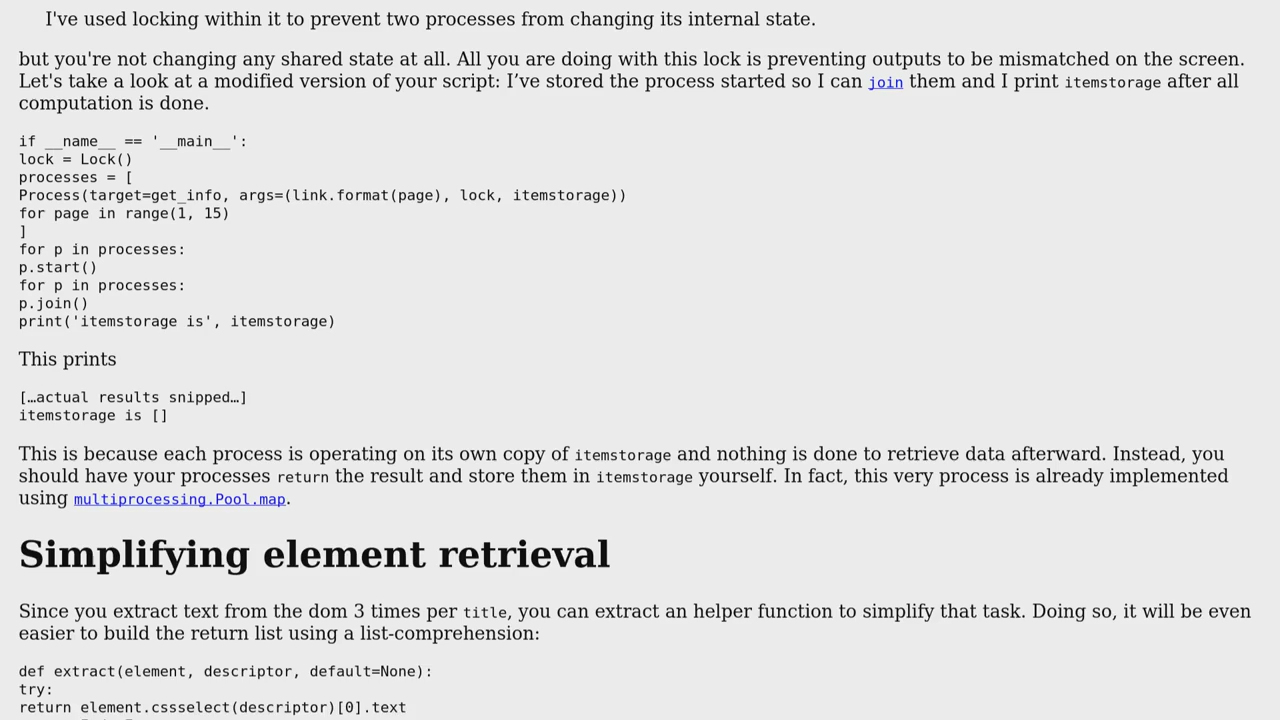 I've used locking within it to prevent two processes from changing its internal state.
but you're not changing any shared state at all. All you are doing with this lock is preventing outputs to be mismatched on the screen.
Let's take a look at a modified version of your script: I’ve stored the process started so I can join them and I print itemstorage after all
computation is done.
if __name__ == '__main__':
lock = Lock()
processes = [
Process(target=get_info, args=(link.format(page), lock, itemstorage))
for page in range(1, 15)
]
for p in processes:
p.start()
for p in processes:
p.join()
print('itemstorage is', itemstorage)
This prints
[…actual results snipped…]
itemstorage is []
This is because each process is operating on its own copy of itemstorage and nothing is done to retrieve data afterward. Instead, you
should have your processes return the result and store them in itemstorage yourself. In fact, this very process is already implemented
using multiprocessing.Pool.map.
Simplifying element retrieval
Since you extract text from the dom 3 times per title, you can extract an helper function to simplify that task. Doing so, it will be even
easier to build the return list using a list-comprehension:
def extract(element, descriptor, default=None):
try:
return element.cssselect(descriptor)[0].text